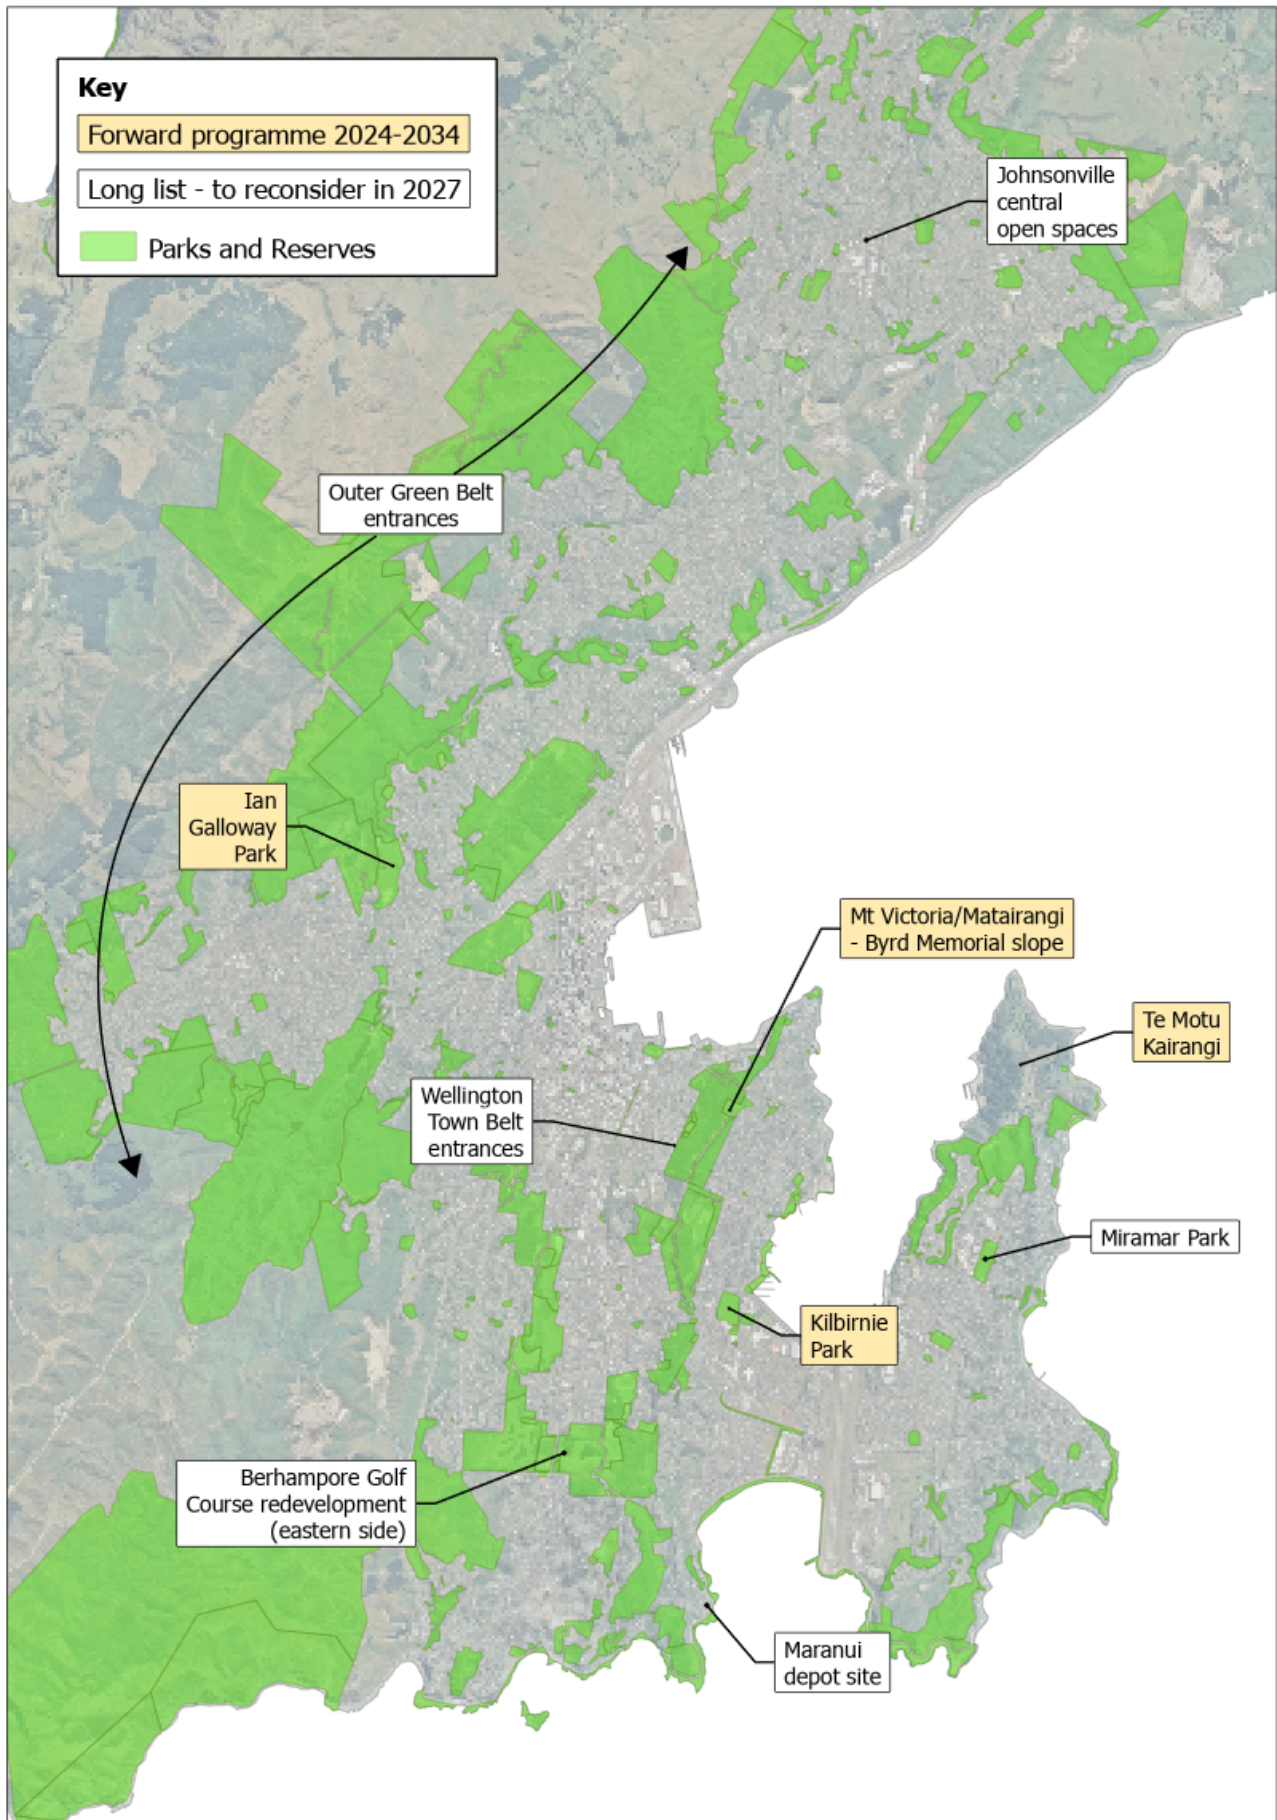 Key
Forward programme 2024-2034
Long list - to reconsider in 2027
Parks and Reserves
Johnsonville
central
open spaces
Outer Green Belt
entrances
Ian
Galloway
Park
Mt Victoria/Matairangi
- Byrd Memorial slope
Te Motu
Kairangi
Wellington
Town Belt
entrances
Miramar Park
Kilbirnie
Park
Berhampore Golf
Course redevelopment
(eastern side)
Maranui
depot site